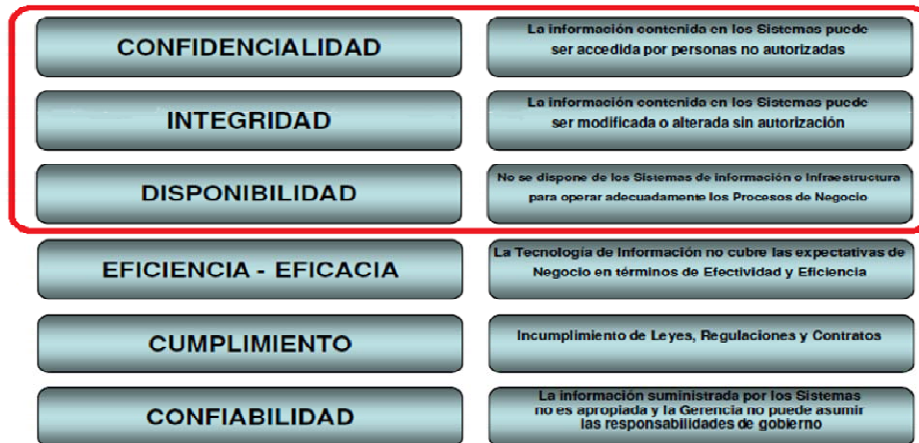 CONFIDENCIALIDAD
La información contenida en los Sistemas puede
ser accedida por personas no autorizadas
INTEGRIDAD
La información contenida en los Sistemas puede
ser modificada o alterada sin autorización
DISPONIBILIDAD
No se dispone de los Sistemas de información o Infraestructura
para operar adecuadamente los Procesos de Negocio
EFICIENCIA - EFICACIA
La Tecnología de Información no cubre las expectativas de
Negocio en términos de Efectividad y Eficiencia
CUMPLIMIENTO
Incumplimiento de Leyes, Regulaciones y Contratos
CONFIABILIDAD
La información suministrada por los Sistemas
no es apropiada y la Gerencia no puede asumir
las responsabilidades de gobierno